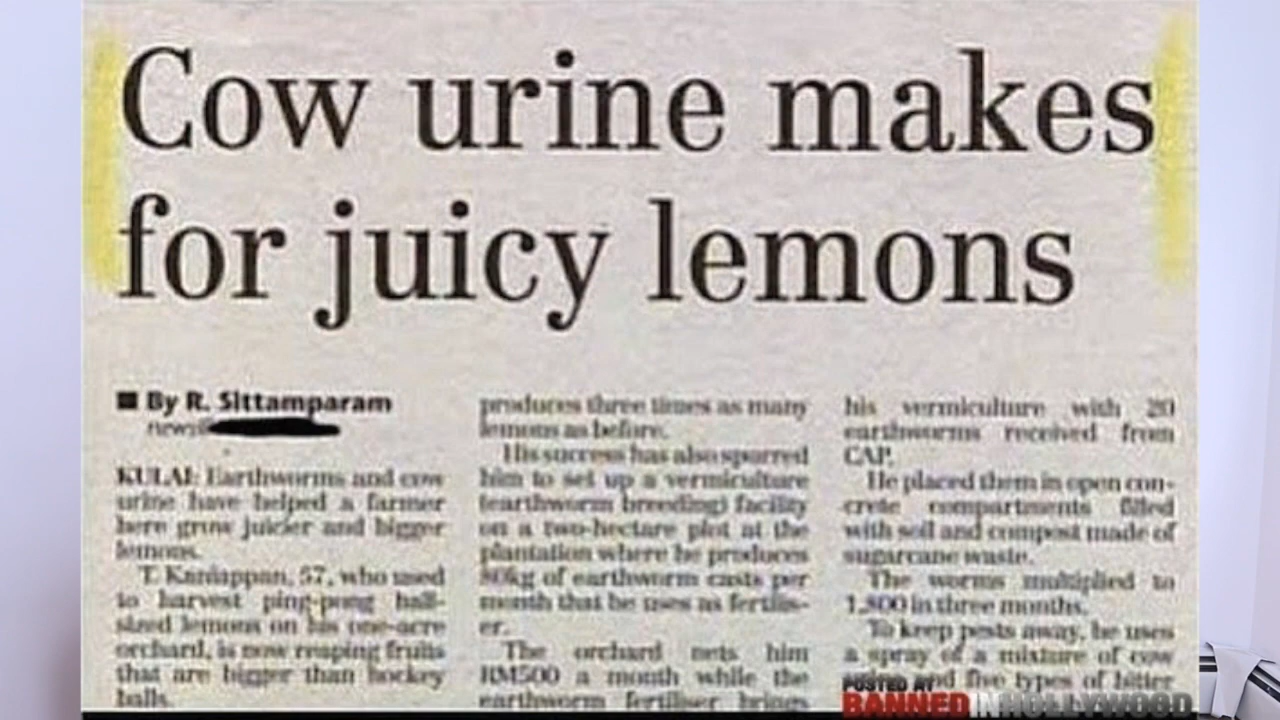 Cow urine makes
for juicy lemons
■ By R. Sittamparam
news@
KULAI: Earthworms and cow
urine have helped a farmer
here grow juicier and bigger
lemons.
T. Kaniappan, 57, who used
to harvest ping-pong ball-
sized lemons on his one-acre
orchard, is now reaping fruits
that are bigger than hockey
balls.
produces three times as many
lemons as before.
His success has also spurred
him to set up a vermiculture
(earthworm breeding) facility
on a two-hectare plot at the
plantation where he produces
80kg of earthworm casts per
month that he uses as fertilis-
er.
The orchard nets him
RM500 a month while the
earthworm fertiliser brings
his vermiculture with 20
earthworms received from
CAP.
He placed them in open con-
crete compartments filled
with soil and compost made of
sugarcane waste.
The worms multiplied to
1,800 in three months.
To keep pests away, he uses
a spray of a mixture of cow
and five types of bitter
POSTED AT
BANNEDINHOLLYWOOD